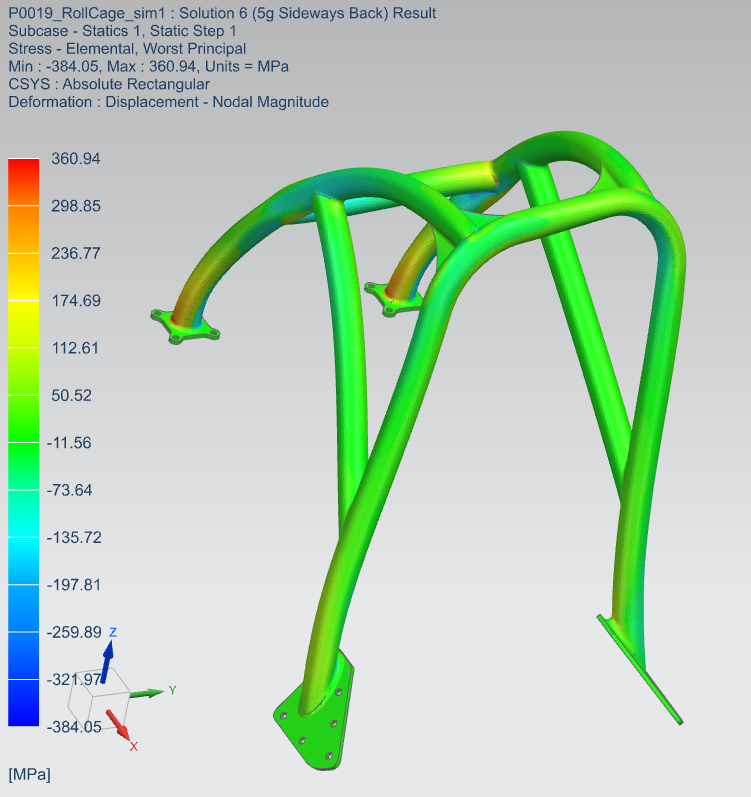 P0019_RollCage_sim1 : Solution 6 (5g Sideways Back) Result
Subcase - Statics 1, Static Step 1
Stress - Elemental, Worst Principal
Min : -384.05, Max : 360.94, Units = MPa
CSYS : Absolute Rectangular
Deformation : Displacement - Nodal Magnitude
360.94
298.85
236.77
174.69
112.61
50.52
-11.56
-73.64
-135.72
-197.81
-259.89
Z
-321.97
Y
-384.05
X
[MPa]